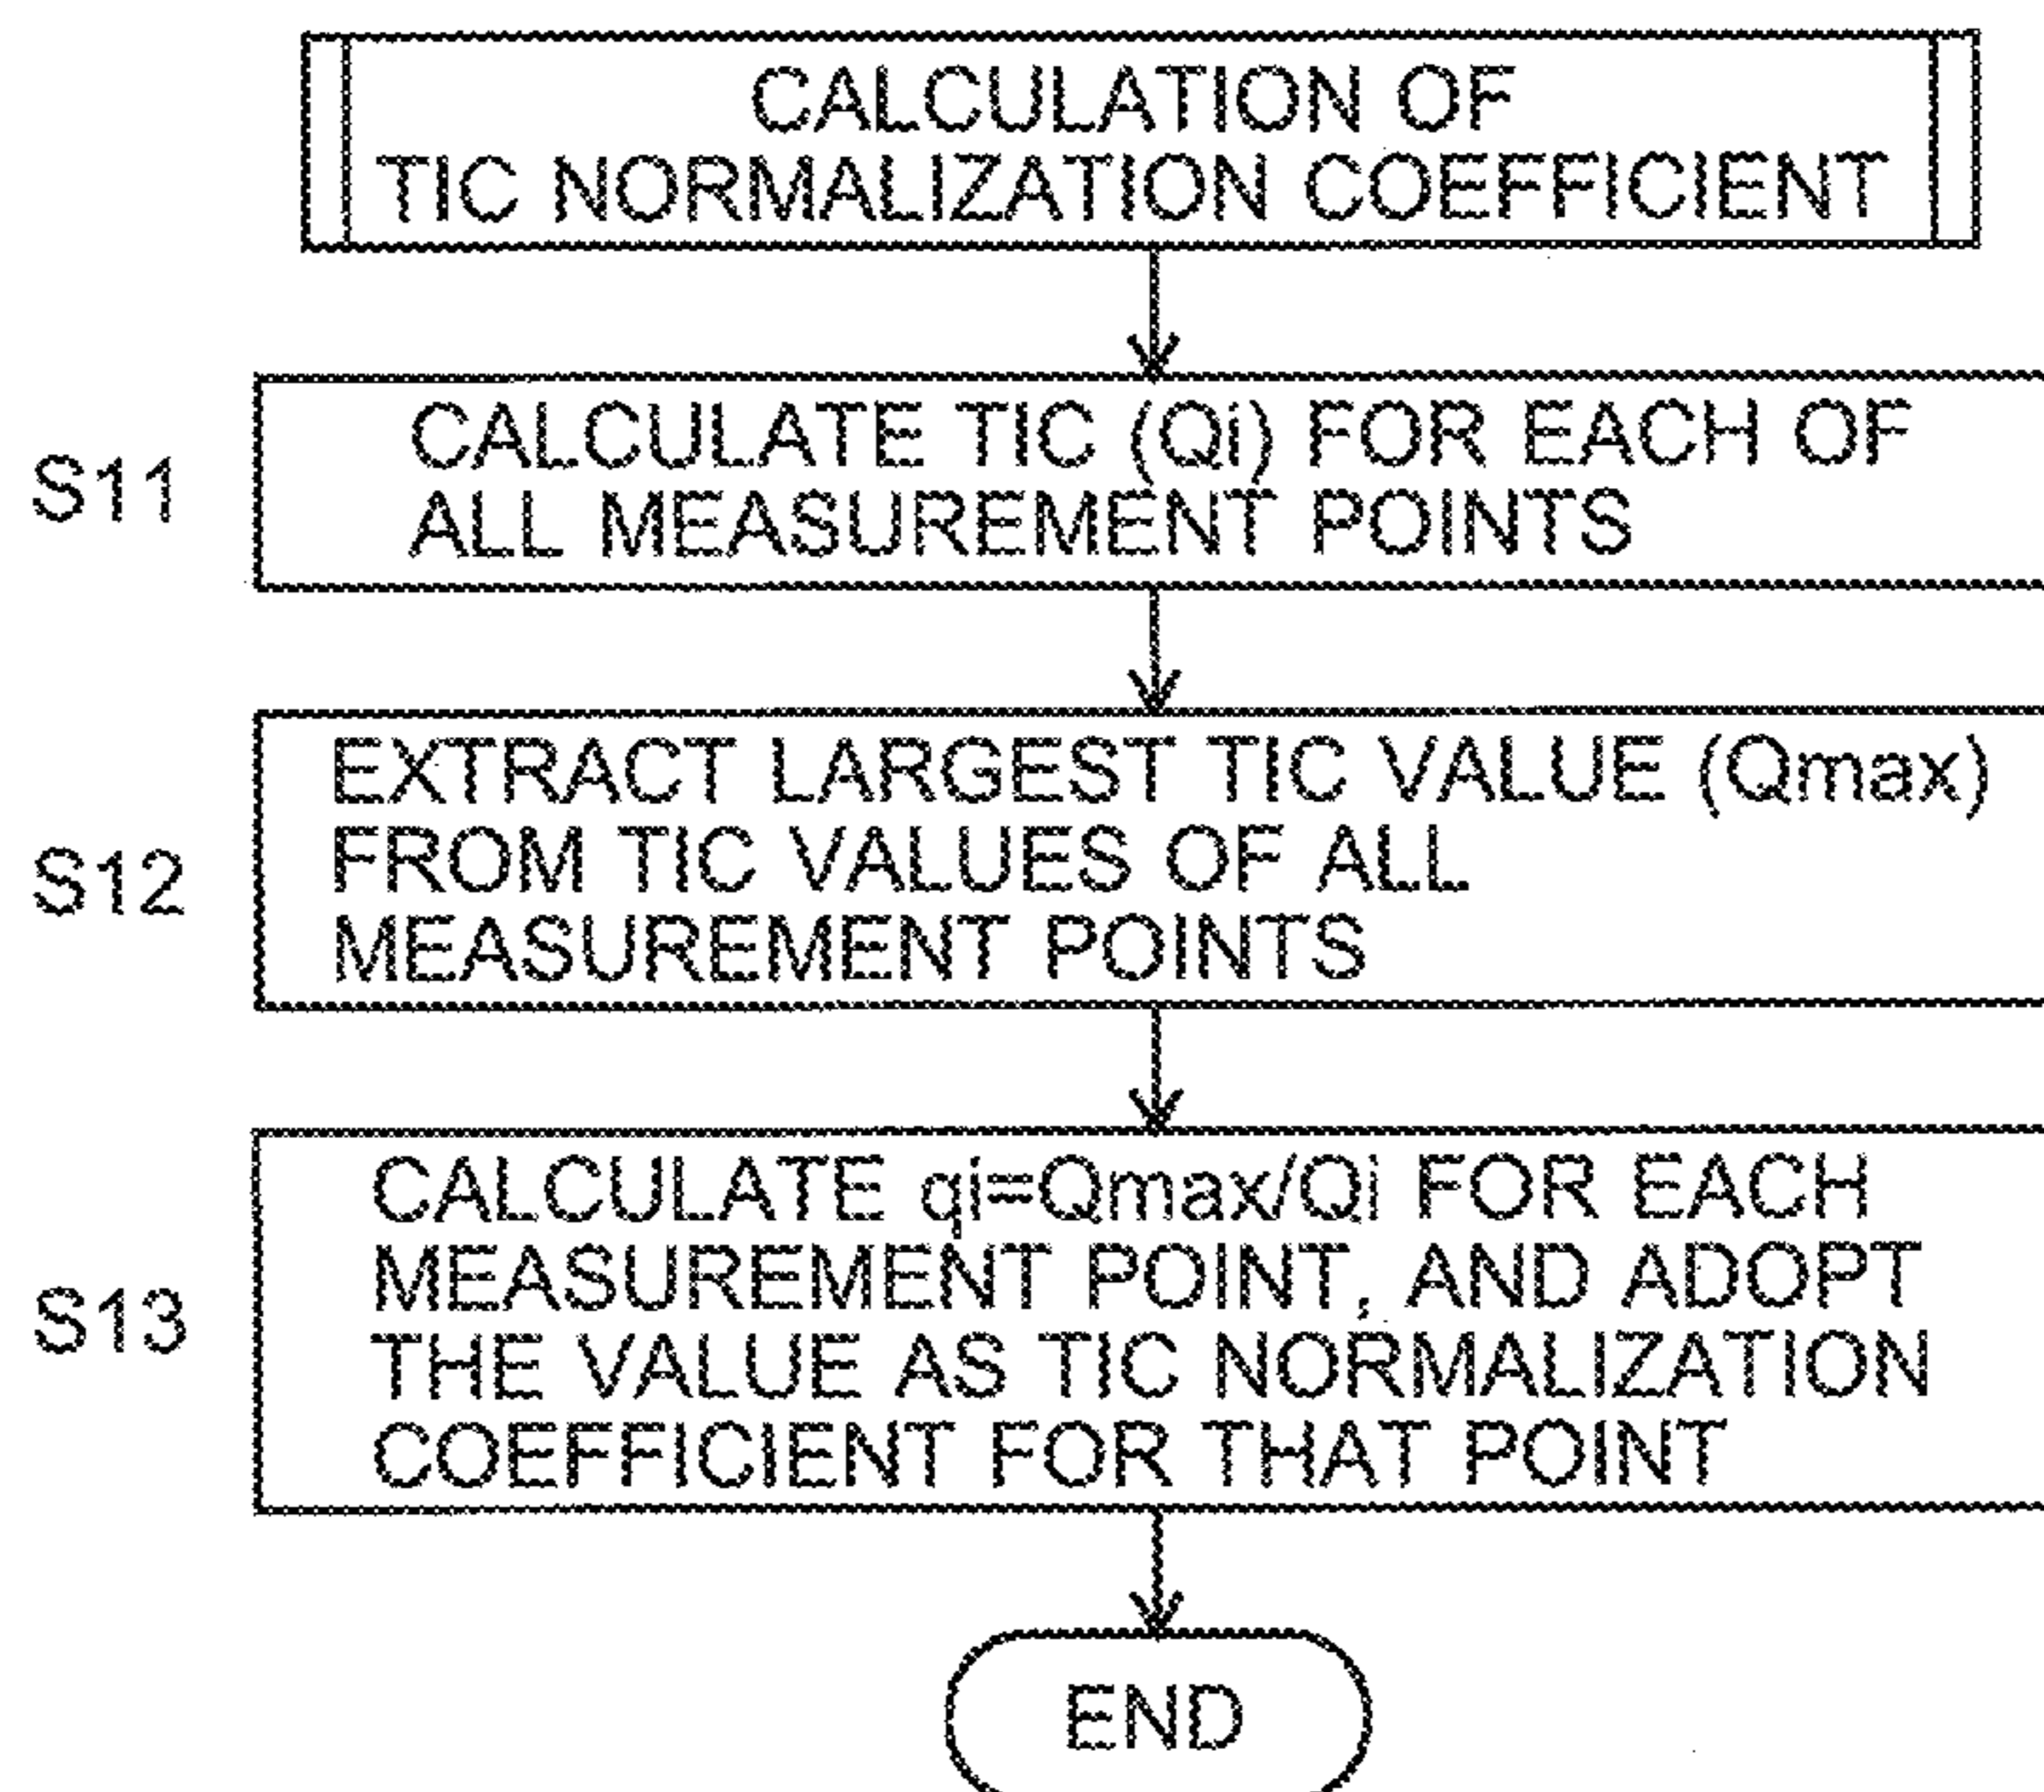 CALCULATION OF
TIC NORMALIZATION COEFFICIENT
S11
CALCULATE TIC (Qi) FOR EACH OF
ALL MEASUREMENT POINTS
S12
EXTRACT LARGEST TIC VALUE (Qmax)
FROM TIC VALUES OF ALL
MEASUREMENT POINTS
S13
CALCULATE qi=Qmax/Qi FOR EACH
MEASUREMENT POINT, AND ADOPT
THE VALUE AS TIC NORMALIZATION
COEFFICIENT FOR THAT POINT
END